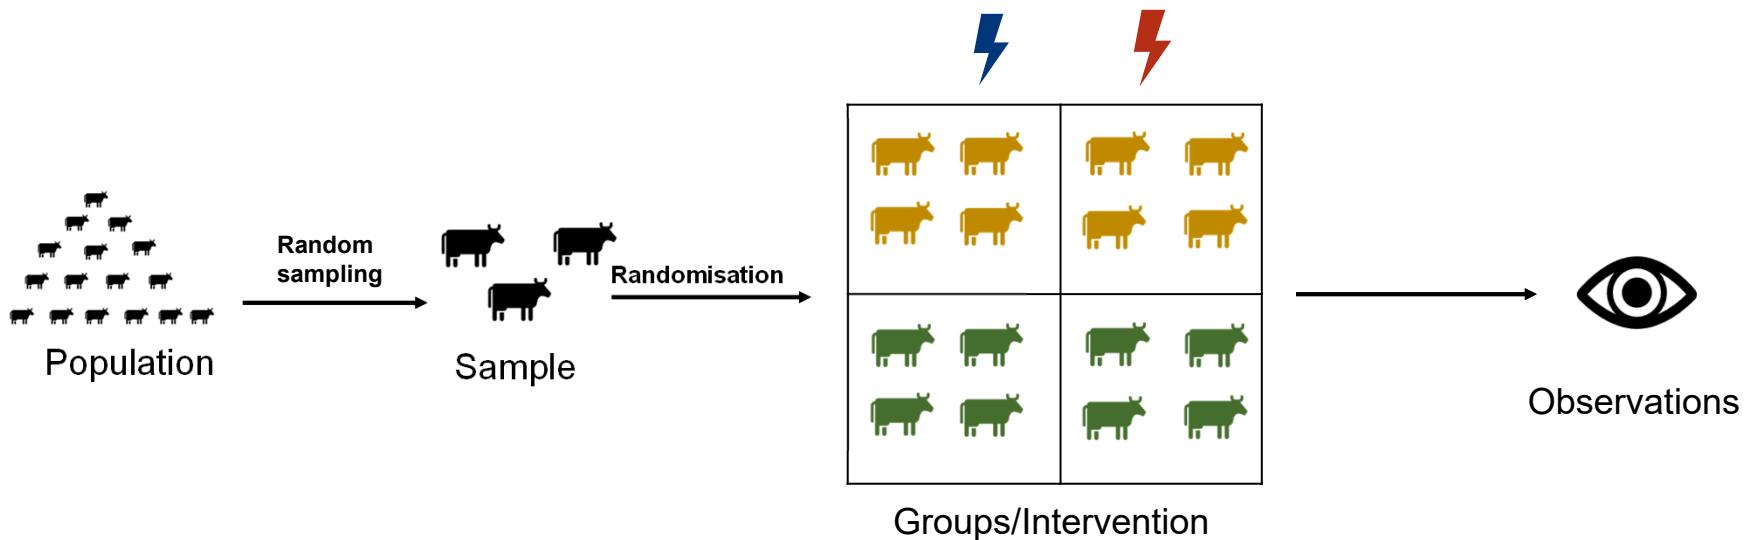 Random
sampling
Randomisation
Population
Sample
Groups/Intervention
Observations